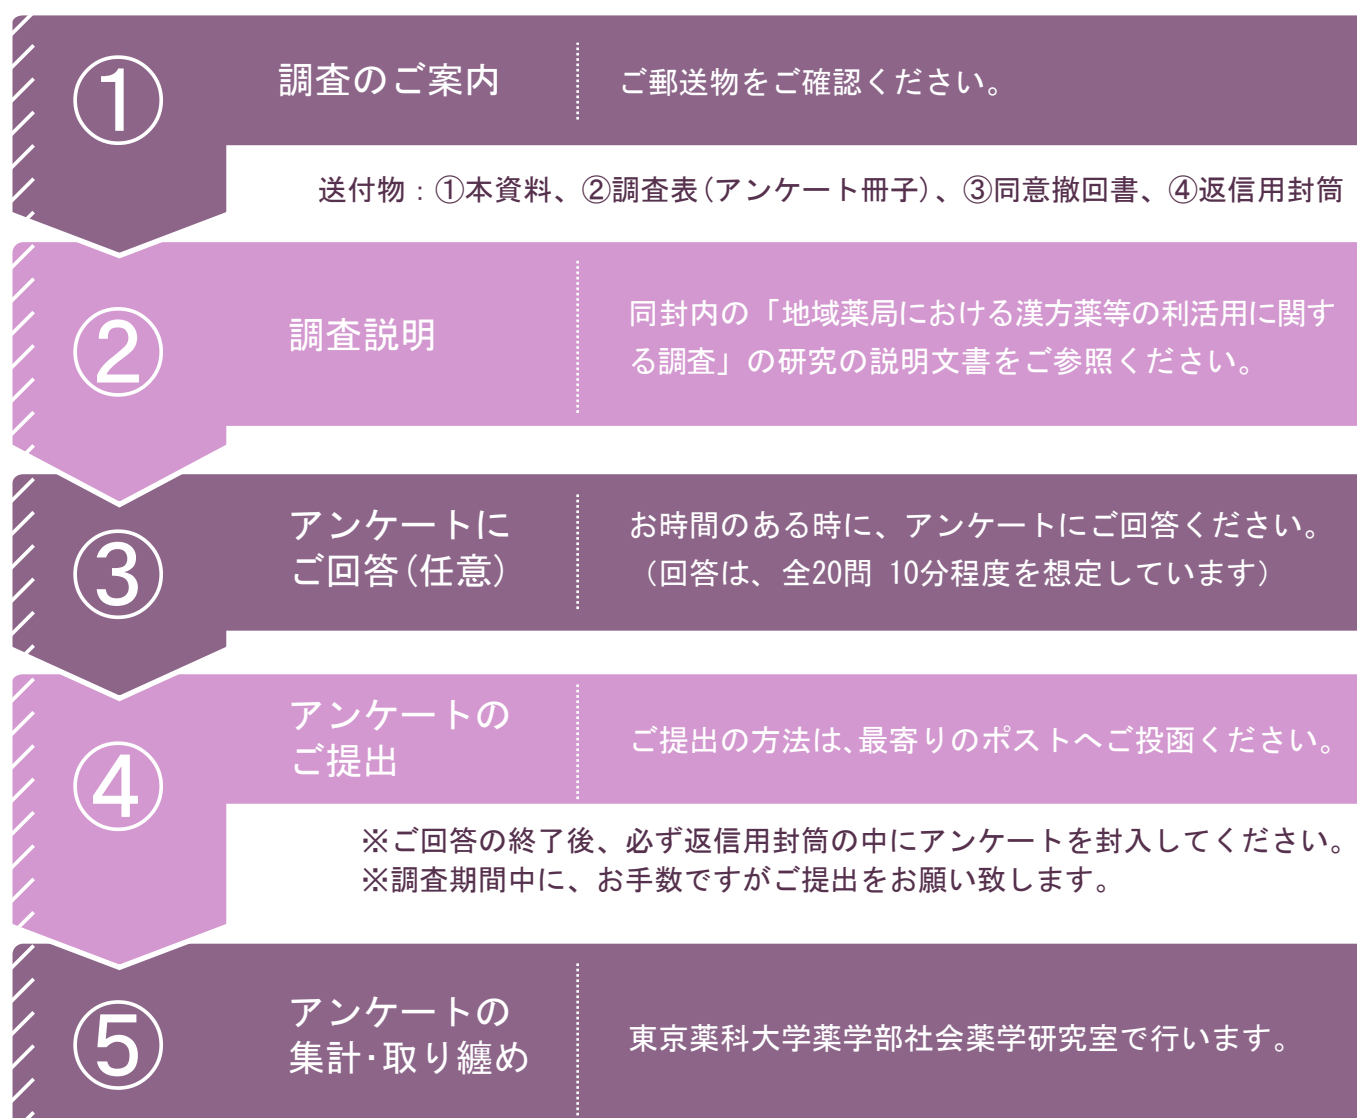 ①
調査のご案内
ご郵送物をご確認ください。
送付物：①本資料、②調査表(アンケート冊子)、③同意撤回書、④返信用封筒
②
調査説明
同封内の「地域薬局における漢方薬等の利活用に関す
る調査」の研究の説明文書をご参照ください。
③
アンケートに
ご回答(任意)
お時間のある時に、アンケートにご回答ください。
（回答は、全20問 10分程度を想定しています）
④
アンケートの
ご提出
ご提出の方法は、最寄りのポストへご投函ください。
※ご回答の終了後、必ず返信用封筒の中にアンケートを封入してください。
※調査期間中に、お手数ですがご提出をお願い致します。
⑤
アンケートの
集計・取り纏め
東京薬科大学薬学部社会薬学研究室で行います。